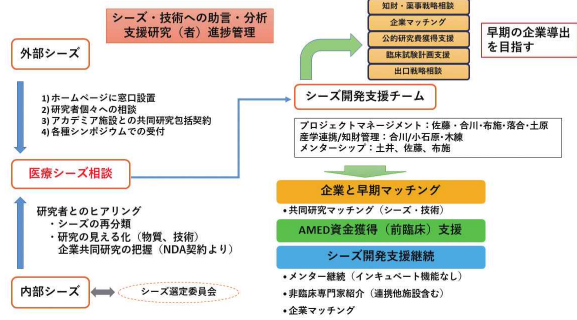 シーズ・技術への助言・分析
支援研究（者）進捗管理
知財・薬事戦略相談
企業マッチング
公的研究費獲得支援
臨床試験計画支援
出口戦略相談
早期の企業導出
を目指す
外部シーズ
1)ホームページに窓口設置
2)研究者個々への相談
3)アカデミア施設との共同研究包括契約
4)各種シンポジウムでの受付
シーズ開発支援チーム
プロジェクトマネージメント：佐藤・合川・布施・落合・土原
産学連携/知財管理：合川/小石原・木線
メンターシップ：土井、佐藤、布施
医療シーズ相談
企業と早期マッチング
•共同研究マッチング（シーズ・技術）
研究者とのヒアリング
・シーズの再分類
・研究の見える化（物質、技術）
企業共同研究の把握（NDA契約より）
AMED資金獲得（前臨床）支援
シーズ開発支援継続
•メンター継続（インキュベート機能なし）
•非臨床専門家紹介（連携他施設含む）
•企業マッチング
内部シーズ
シーズ選定委員会